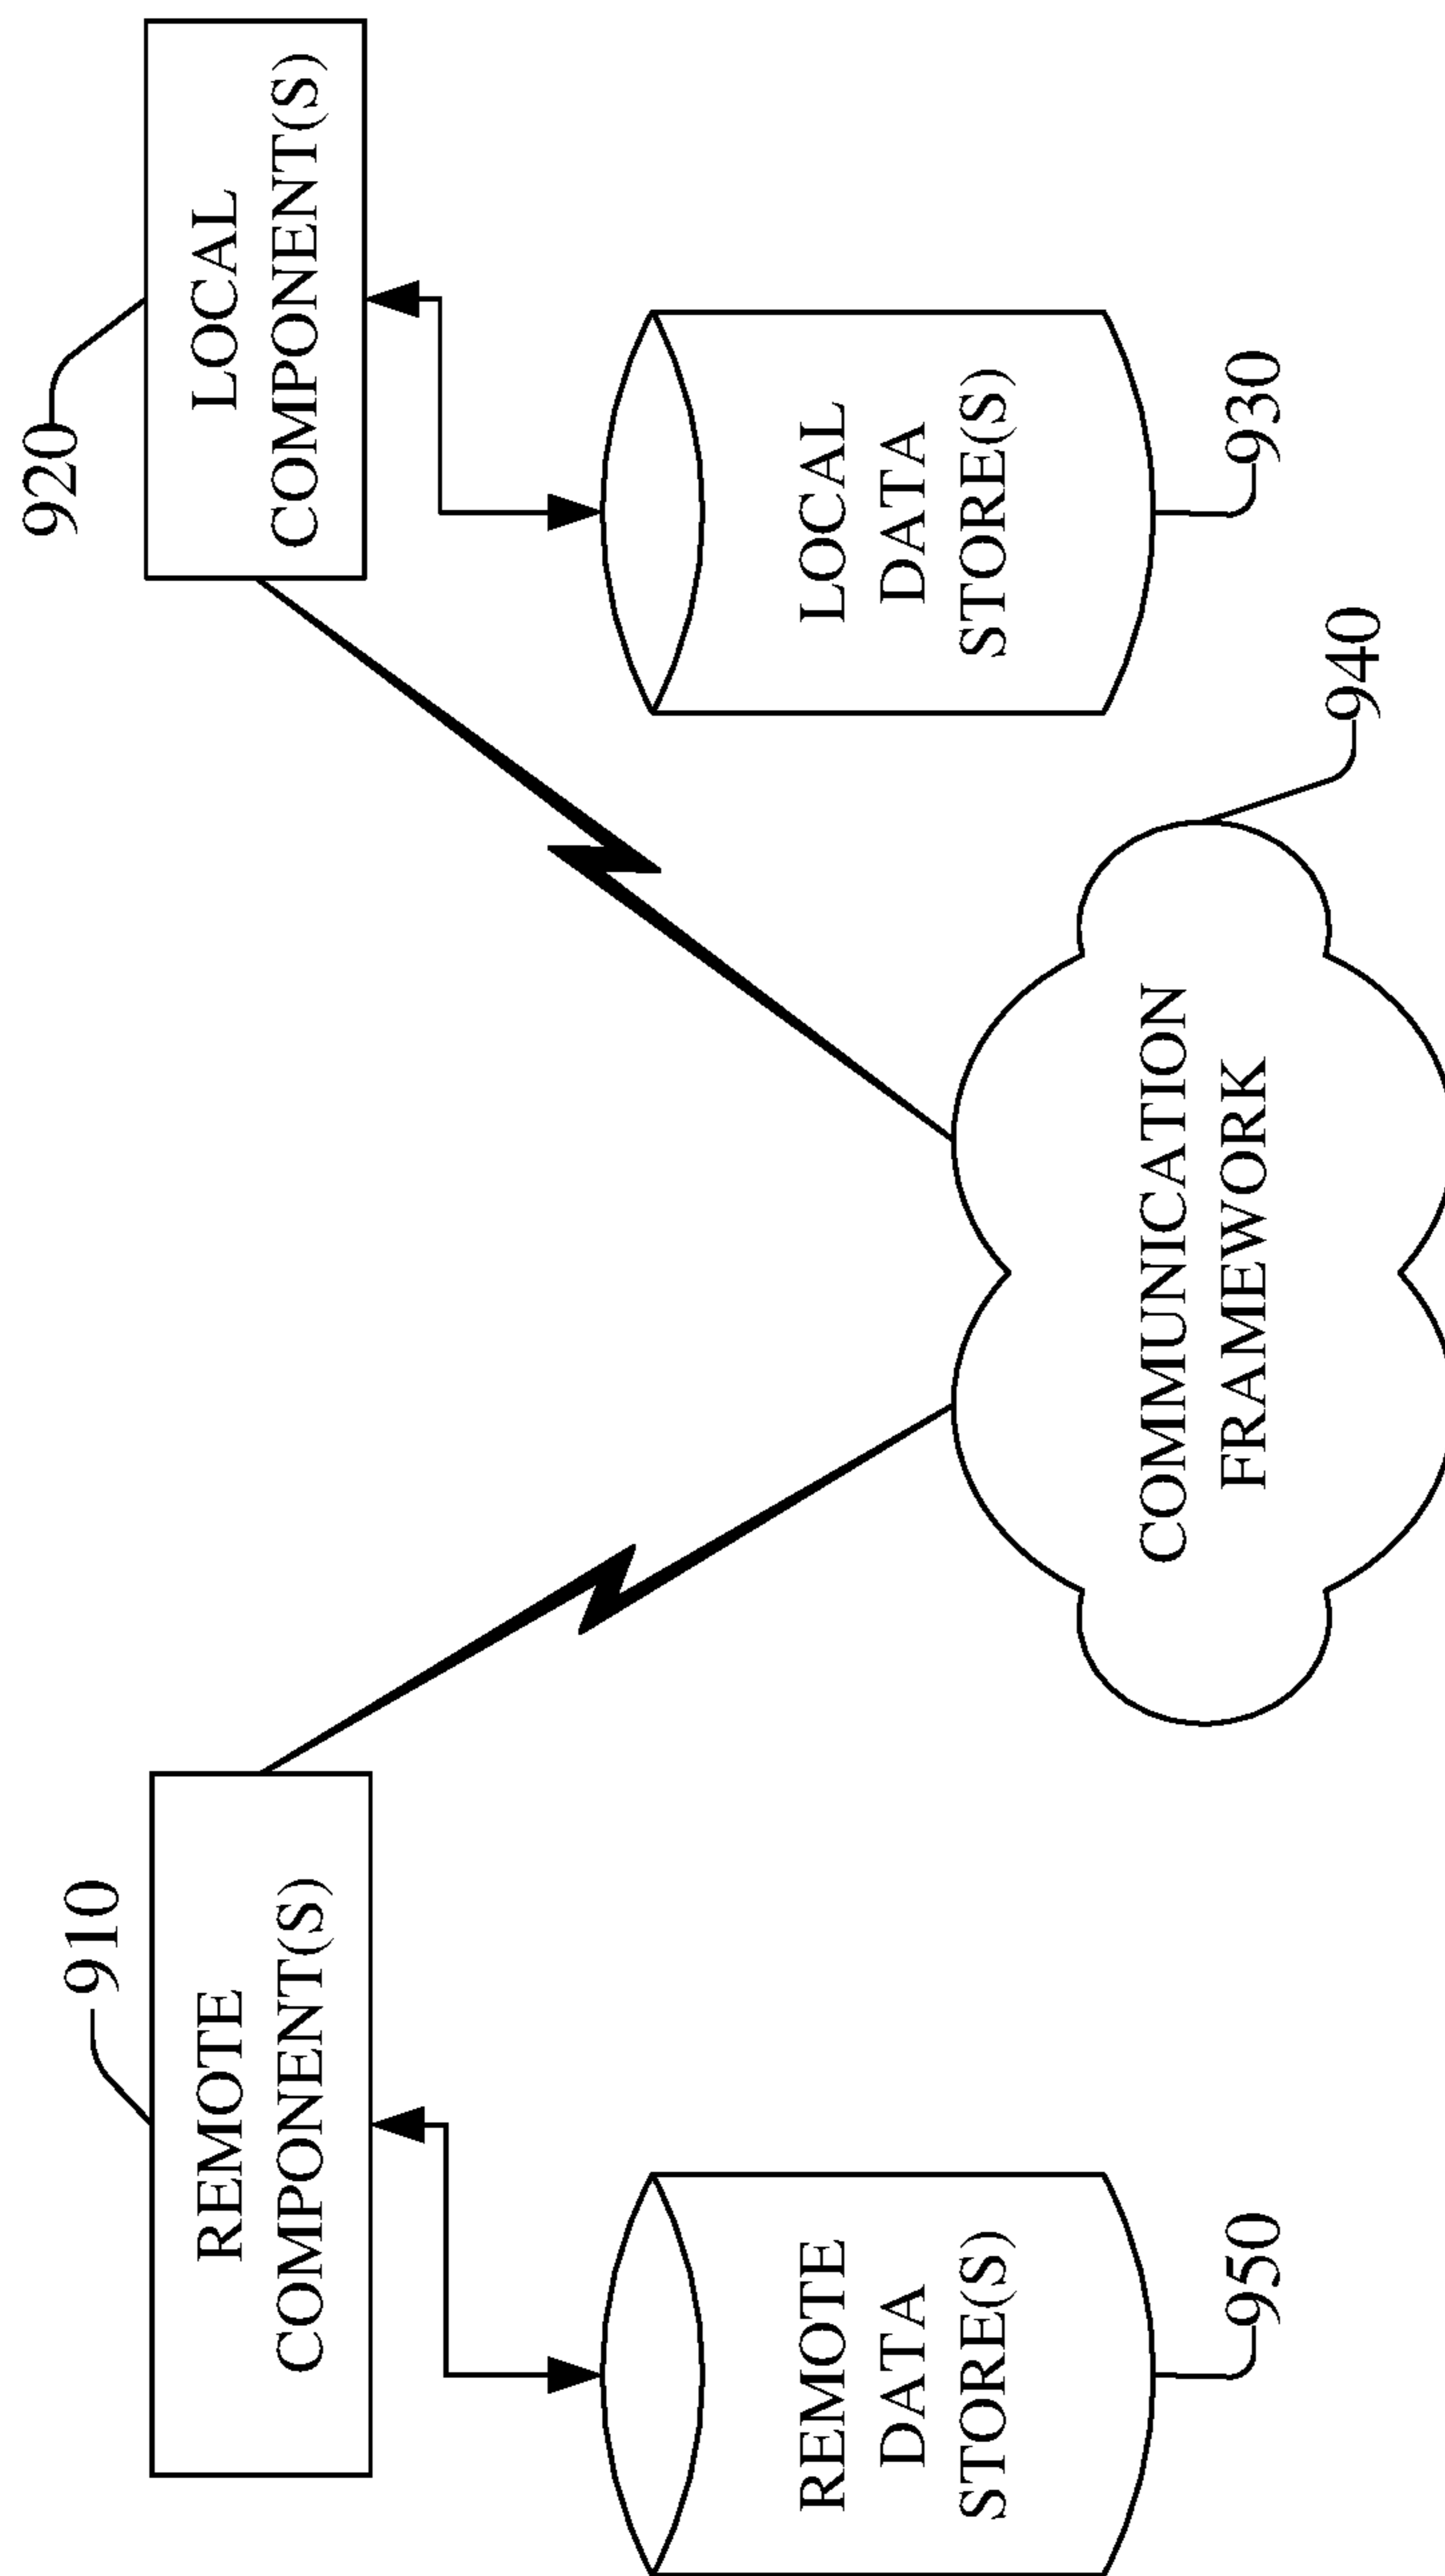 910
REMOTE
COMPONENT(S)
920
LOCAL
COMPONENT(S)
REMOTE
DATA
STORE(S)
950
COMMUNICATION
FRAMEWORK
940
LOCAL
DATA
STORE(S)
930